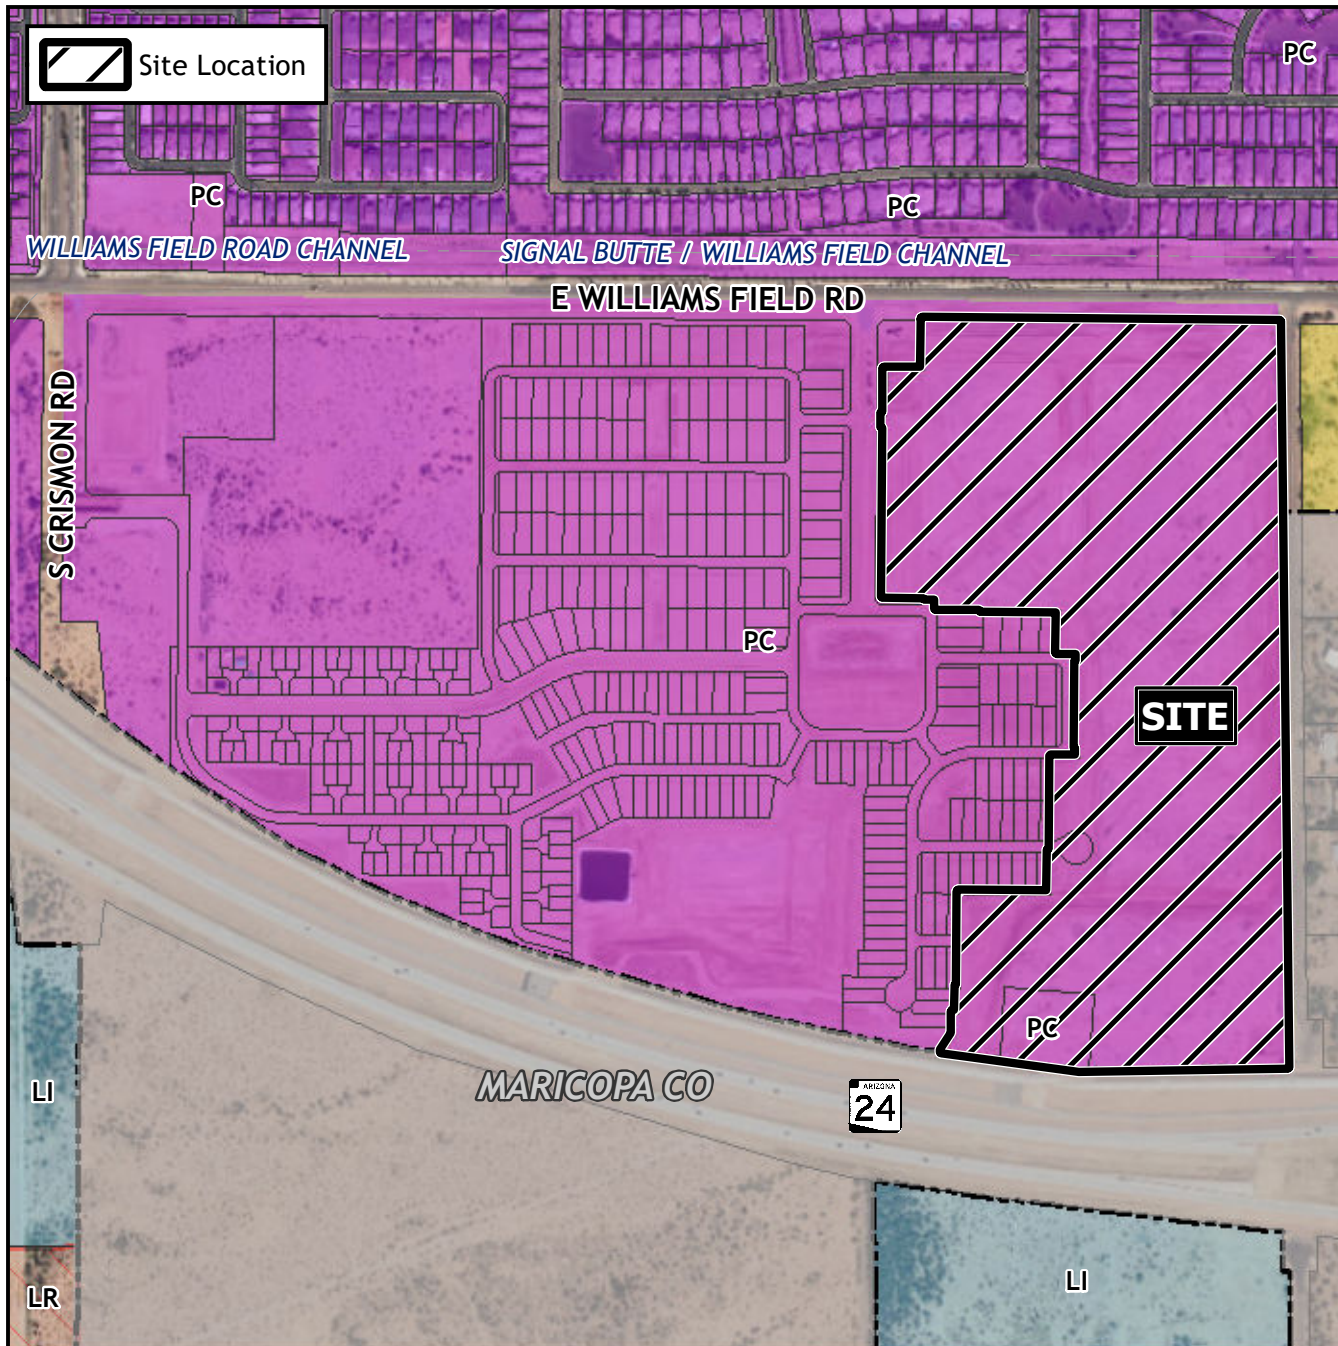 Site Location
PC
PC
PC
WILLIAMS FIELD ROAD CHANNEL
SIGNAL BUTTE / WILLIAMS FIELD CHANNEL
E WILLIAMS FIELD RD
S CRISMON RD
PC
SITE
PC
MARICOPA CO
ARIZONA
24
LI
LI
LR